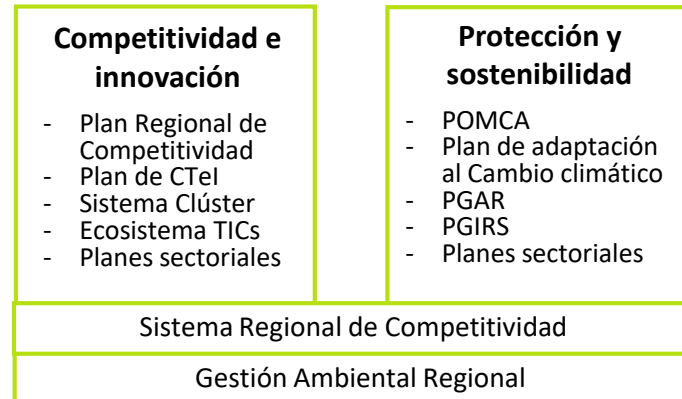 Competitividad e
innovación
- Plan Regional de
Competitividad
- Plan de CTeI
- Sistema Clúster
- Ecosistema TICs
- Planes sectoriales
Protección y
sostenibilidad
- POMCA
- Plan de adaptación
al Cambio climático
- PGAR
- PGIRS
- Planes sectoriales
Sistema Regional de Competitividad
Gestión Ambiental Regional